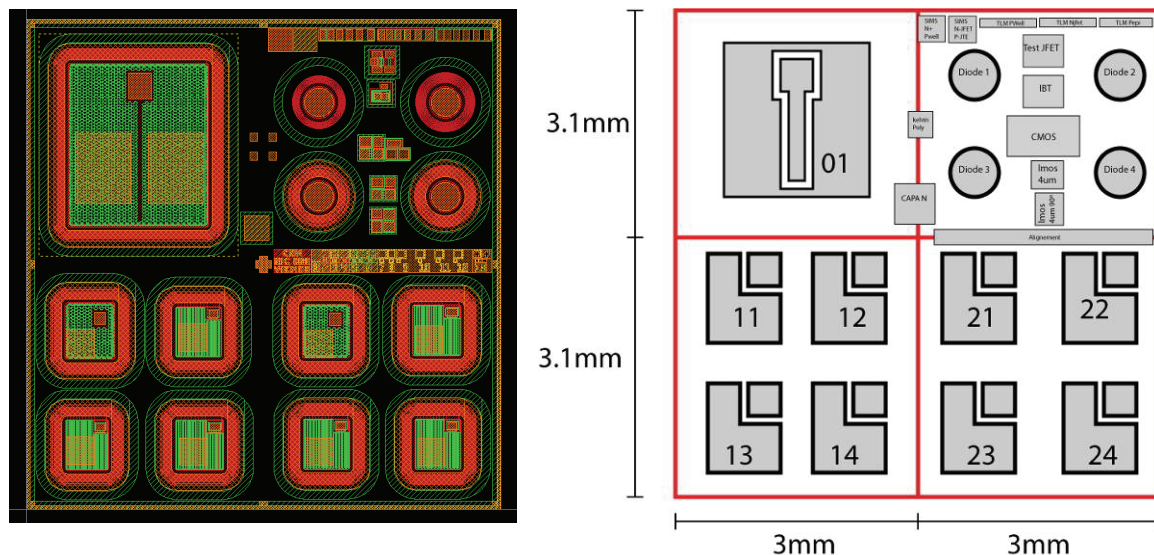 SIMS
N+
Pwell
SIMS
N-JFET
P-JTE
TLM PWell
TLM Njfet
TLM Pepi
Test JFET
Diode 1
Diode 2
IBT
3.1mm
kelvin
Poly
CMOS
01
Diode 3
Imos
4um
Diode 4
CAPA N
Imos
4um 90º
Alignement
11
12
21
22
3.1mm
13
14
23
24
3mm
3mm